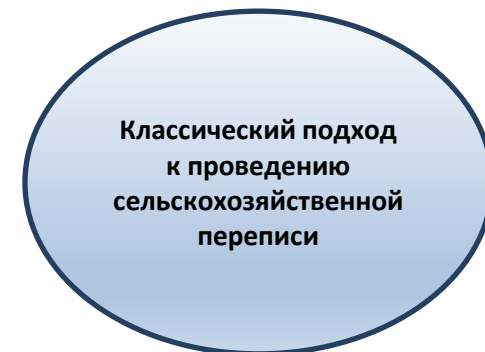 Классический подход
к проведению
сельскохозяйственной
переписи